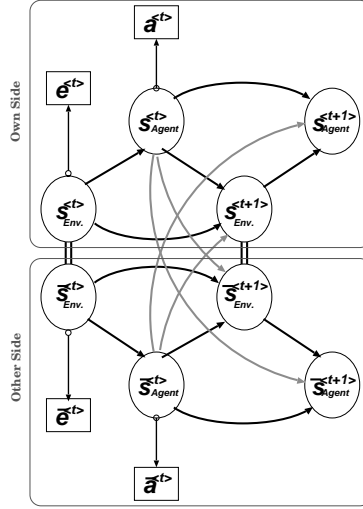 Own Side
a<t>
e<t>
s<t>Agent
s<t+1>Agent
s<t>Env.
s<t+1>Env.
Other Side
s̄<t>Env.
s̄<t+1>Env.
s̄<t>Agent
s̄<t+1>Agent
ē<t>
ā<t>